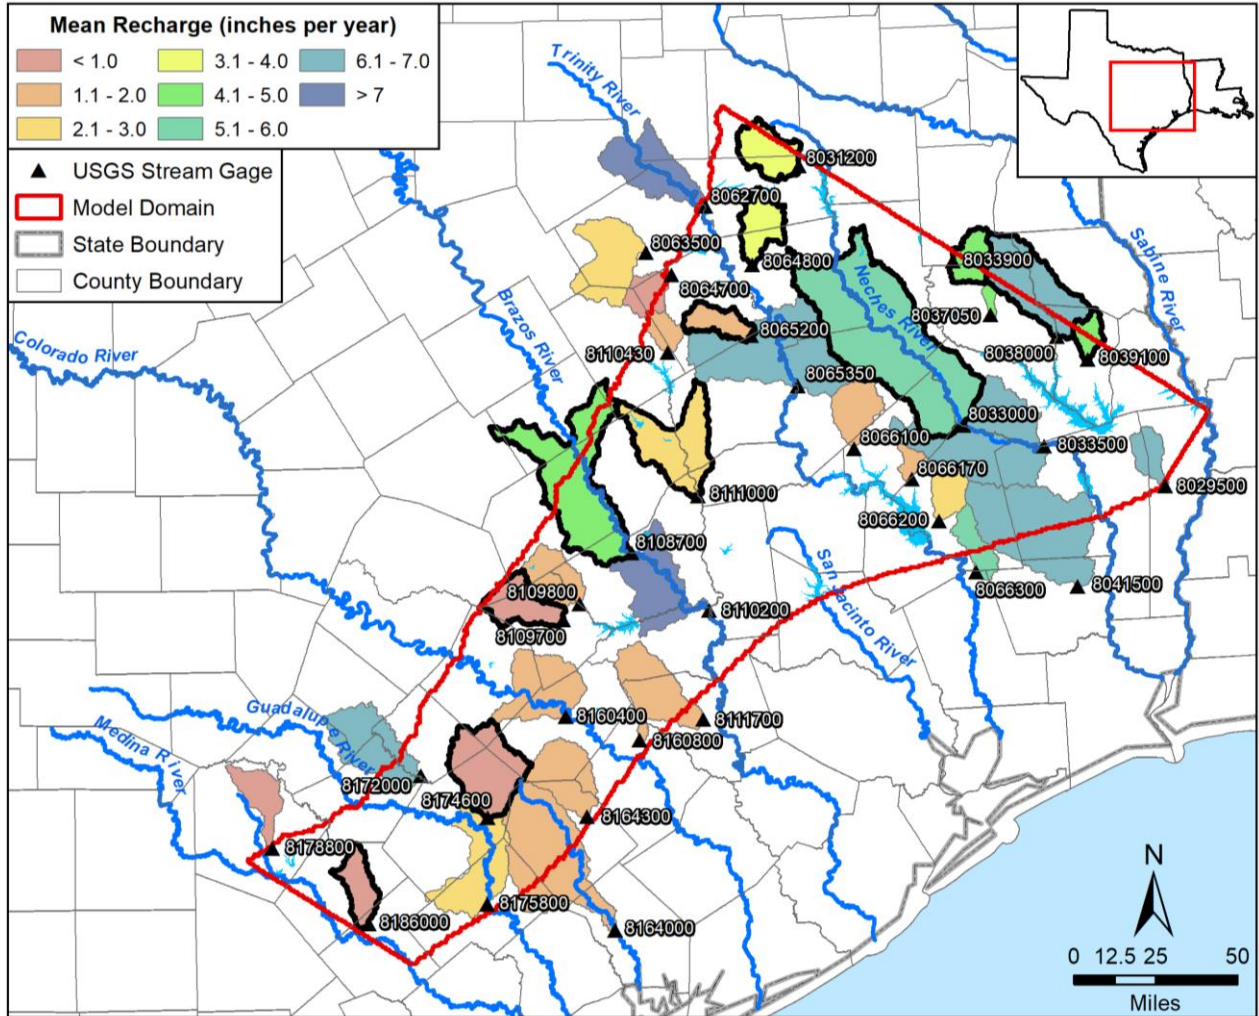 Mean Recharge (inches per year)
< 1.0
3.1 - 4.0
6.1 - 7.0
1.1 - 2.0
4.1 - 5.0
> 7
2.1 - 3.0
5.1 - 6.0
USGS Stream Gage
Model Domain
State Boundary
County Boundary
Trinity River
8031200
8062700
8063500
8064800
8033900
Sabine River
8064700
Neches River
8037050
Brazos River
8065200
Colorado River
8110430
8038000
8039100
8065350
8033000
8066100
8033500
8066170
8029500
8111000
8066200
8108700
San Jacinto River
8066300
8041500
8109800
8110200
8109700
Guadalupe River
Medina River
8160400
8111700
8160800
8172000
8174600
8164300
8178800
8175800
8186000
8164000
N
0 12.5 25 50
Miles